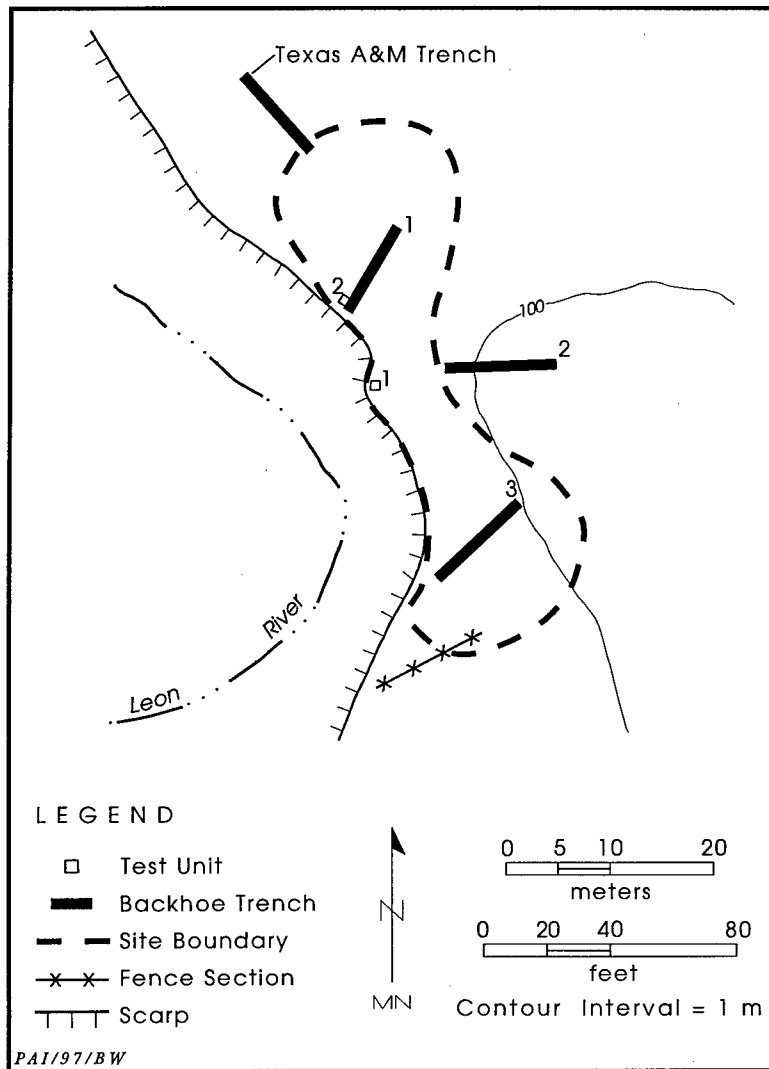 Texas A&M Trench
1
2
100
1
2
3
River
Leon
LEGEND
Test Unit
Backhoe Trench
Site Boundary
Fence Section
Scarp
N
MN
0 5 10 20
meters
0 20 40 80
feet
Contour Interval = 1 m
PAI/97/BW